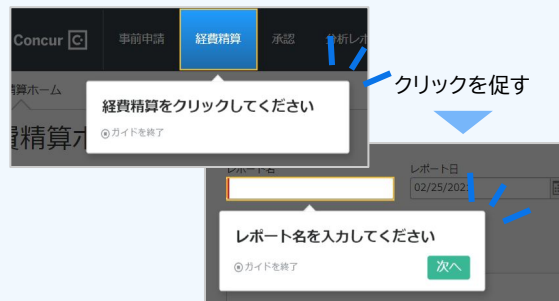 Concur C
事前申請
経費精算
承認
分析レポ
算ホーム
経費精算をクリックしてください
ガイドを終了
費精算ホ
クリックを促す
レポート名
レポート日
02/25/202
レポート名を入力してください
ガイドを終了
次へ